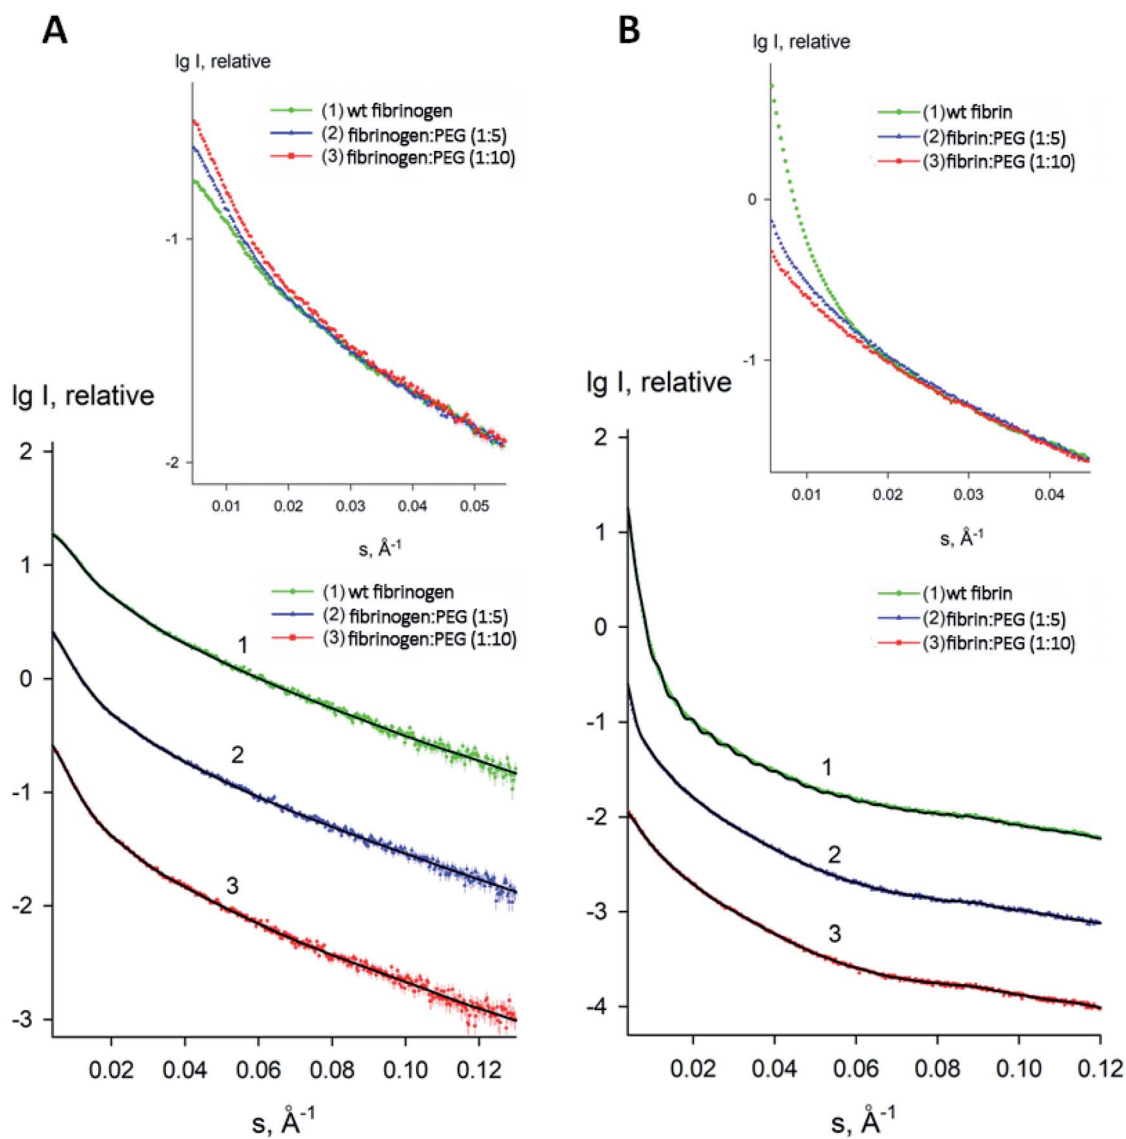 A
lg I, relative
(1) wt fibrinogen
(2) fibrinogen:PEG (1:5)
(3) fibrinogen:PEG (1:10)
-1
-2
0.01 0.02 0.03 0.04 0.05
s, Å-1
lg I, relative
2
1
0
-1
-2
-3
(1) wt fibrinogen
(2) fibrinogen:PEG (1:5)
(3) fibrinogen:PEG (1:10)
1
2
3
0.02 0.04 0.06 0.08 0.10 0.12
s, Å-1
B
lg I, relative
(1)wt fibrin
(2)fibrin:PEG (1:5)
(3)fibrin:PEG (1:10)
0
-1
0.01 0.02 0.03 0.04
s, Å-1
lg I, relative
2
1
0
-1
-2
-3
-4
(1)wt fibrin
(2)fibrin:PEG (1:5)
(3)fibrin:PEG (1:10)
1
2
3
0.02 0.04 0.06 0.08 0.10 0.12
s, Å-1